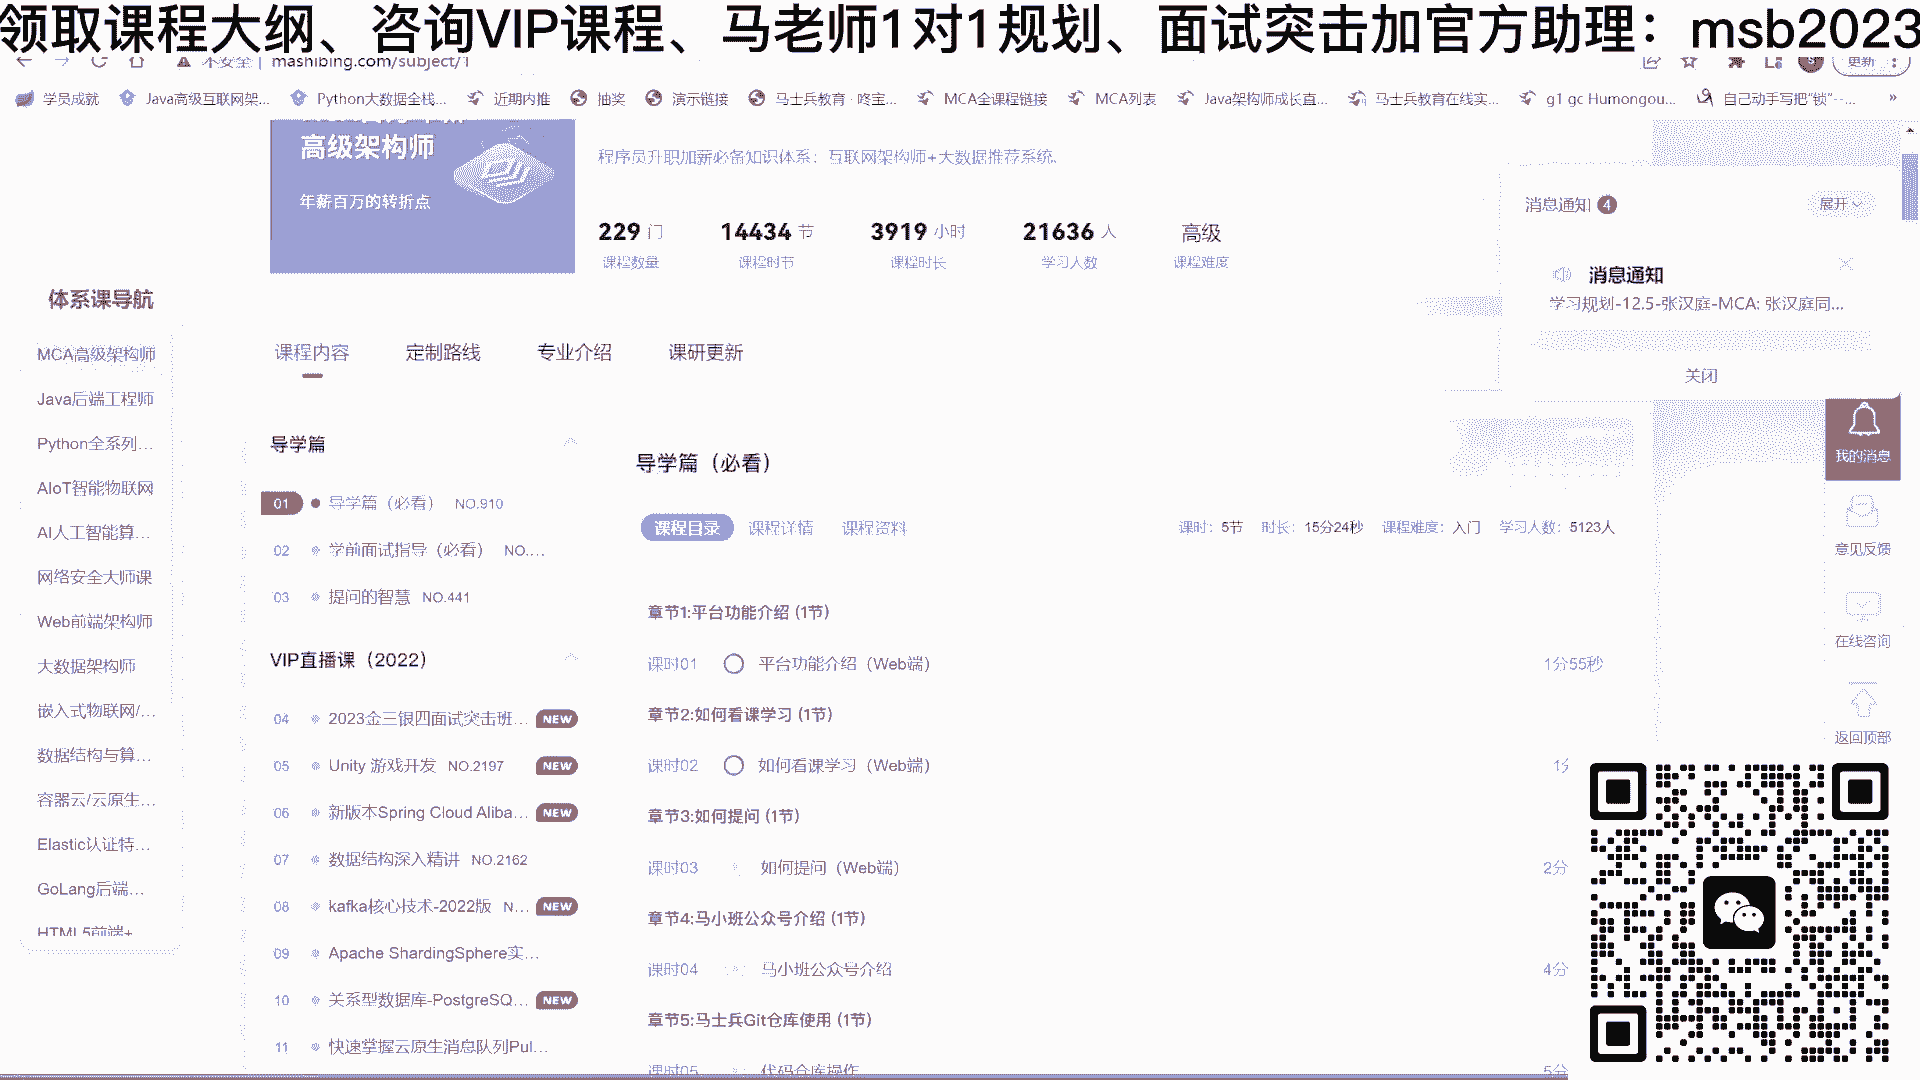 领取课程大纲、咨询VIP课程、马老师1对1规划、面试突击加官方助理：msb2023
不安全 | mashibing.com/subject/1
更新
学员成就 Java高级互联网架... Python大数据全栈... 近期内推 抽奖 演示链接 马士兵教育 · 咚宝... MCA全课程链接 MCA列表 Java架构师成长直... 马士兵教育在线实... g1 gc Humongou... 自己动手写把“锁”--... »
高级架构师
年薪百万的转折点
程序员升职加薪必备知识体系：互联网架构师+大数据推荐系统.
229 门 14434 节 3919 小时 21636 人 高级
课程数量 课程时节 课程时长 学习人数 课程难度
消息通知 4 展开
消息通知
学习规划-12.5-张汉庭-MCA: 张汉庭同...
关闭
体系课导航
MCA高级架构师
Java后端工程师
Python全系列...
AIoT智能物联网
AI人工智能算...
网络安全大师课
Web前端架构师
大数据架构师
嵌入式物联网/...
数据结构与算...
容器云/云原生...
Elastic认证特...
GoLang后端...
HTML5前端+
课程内容 定制路线 专业介绍 课研更新
导学篇
01 导学篇（必看） NO.910
02 学前面试指导（必看） NO....
03 提问的智慧 NO.441
VIP直播课（2022）
04 2023金三银四面试突击班... NEW
05 Unity 游戏开发 NO.2197 NEW
06 新版本Spring Cloud Aliba... NEW
07 数据结构深入精讲 NO.2162
08 kafka核心技术-2022版 N... NEW
09 Apache ShardingSphere实...
10 关系型数据库-PostgreSQ... NEW
11 快速掌握云原生消息队列Pul...
导学篇（必看）
课程目录 课程详情 课程资料
课时：5节 时长：15分24秒 课程难度：入门 学习人数：5123人
章节1:平台功能介绍 (1节)
课时01 平台功能介绍（Web端） 1分55秒
章节2:如何看课学习 (1节)
课时02 如何看课学习（Web端） 1分
章节3:如何提问 (1节)
课时03 如何提问（Web端） 2分
章节4:马小班公众号介绍 (1节)
课时04 马小班公众号介绍 4分
章节5:马士兵Git仓库使用 (1节)
课时05 代码仓库操作 5分
我的消息
意见反馈
在线咨询
返回顶部